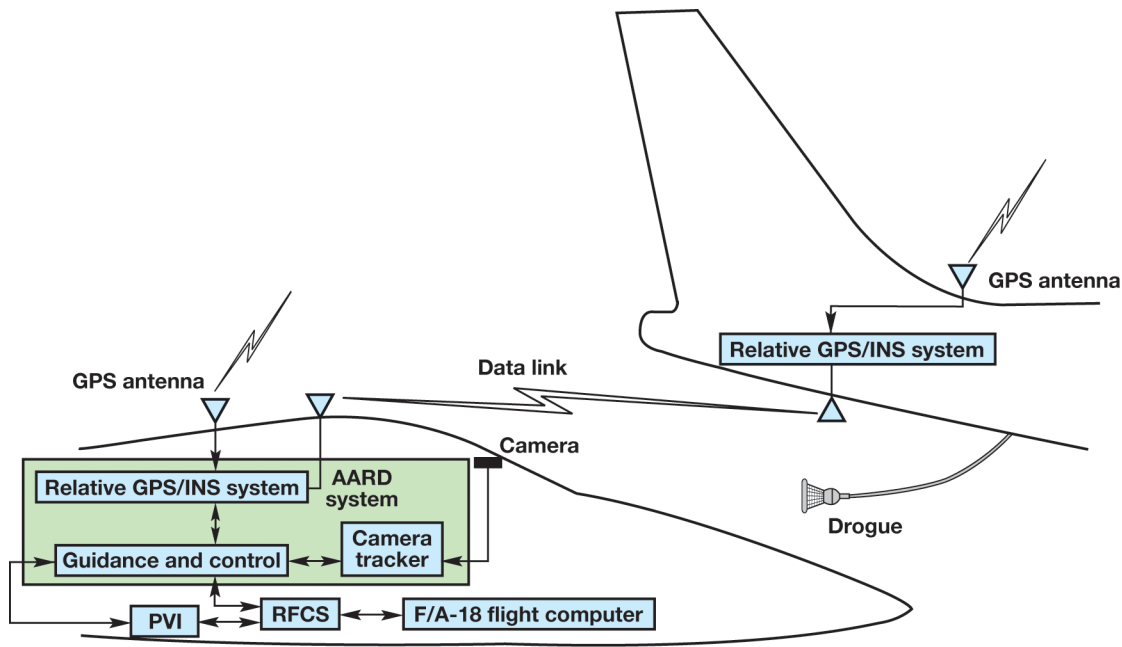 GPS antenna
Relative GPS/INS system
Data link
GPS antenna
Camera
AARD
system
Relative GPS/INS system
Drogue
Camera
tracker
Guidance and control
PVI
RFCS
F/A-18 flight computer